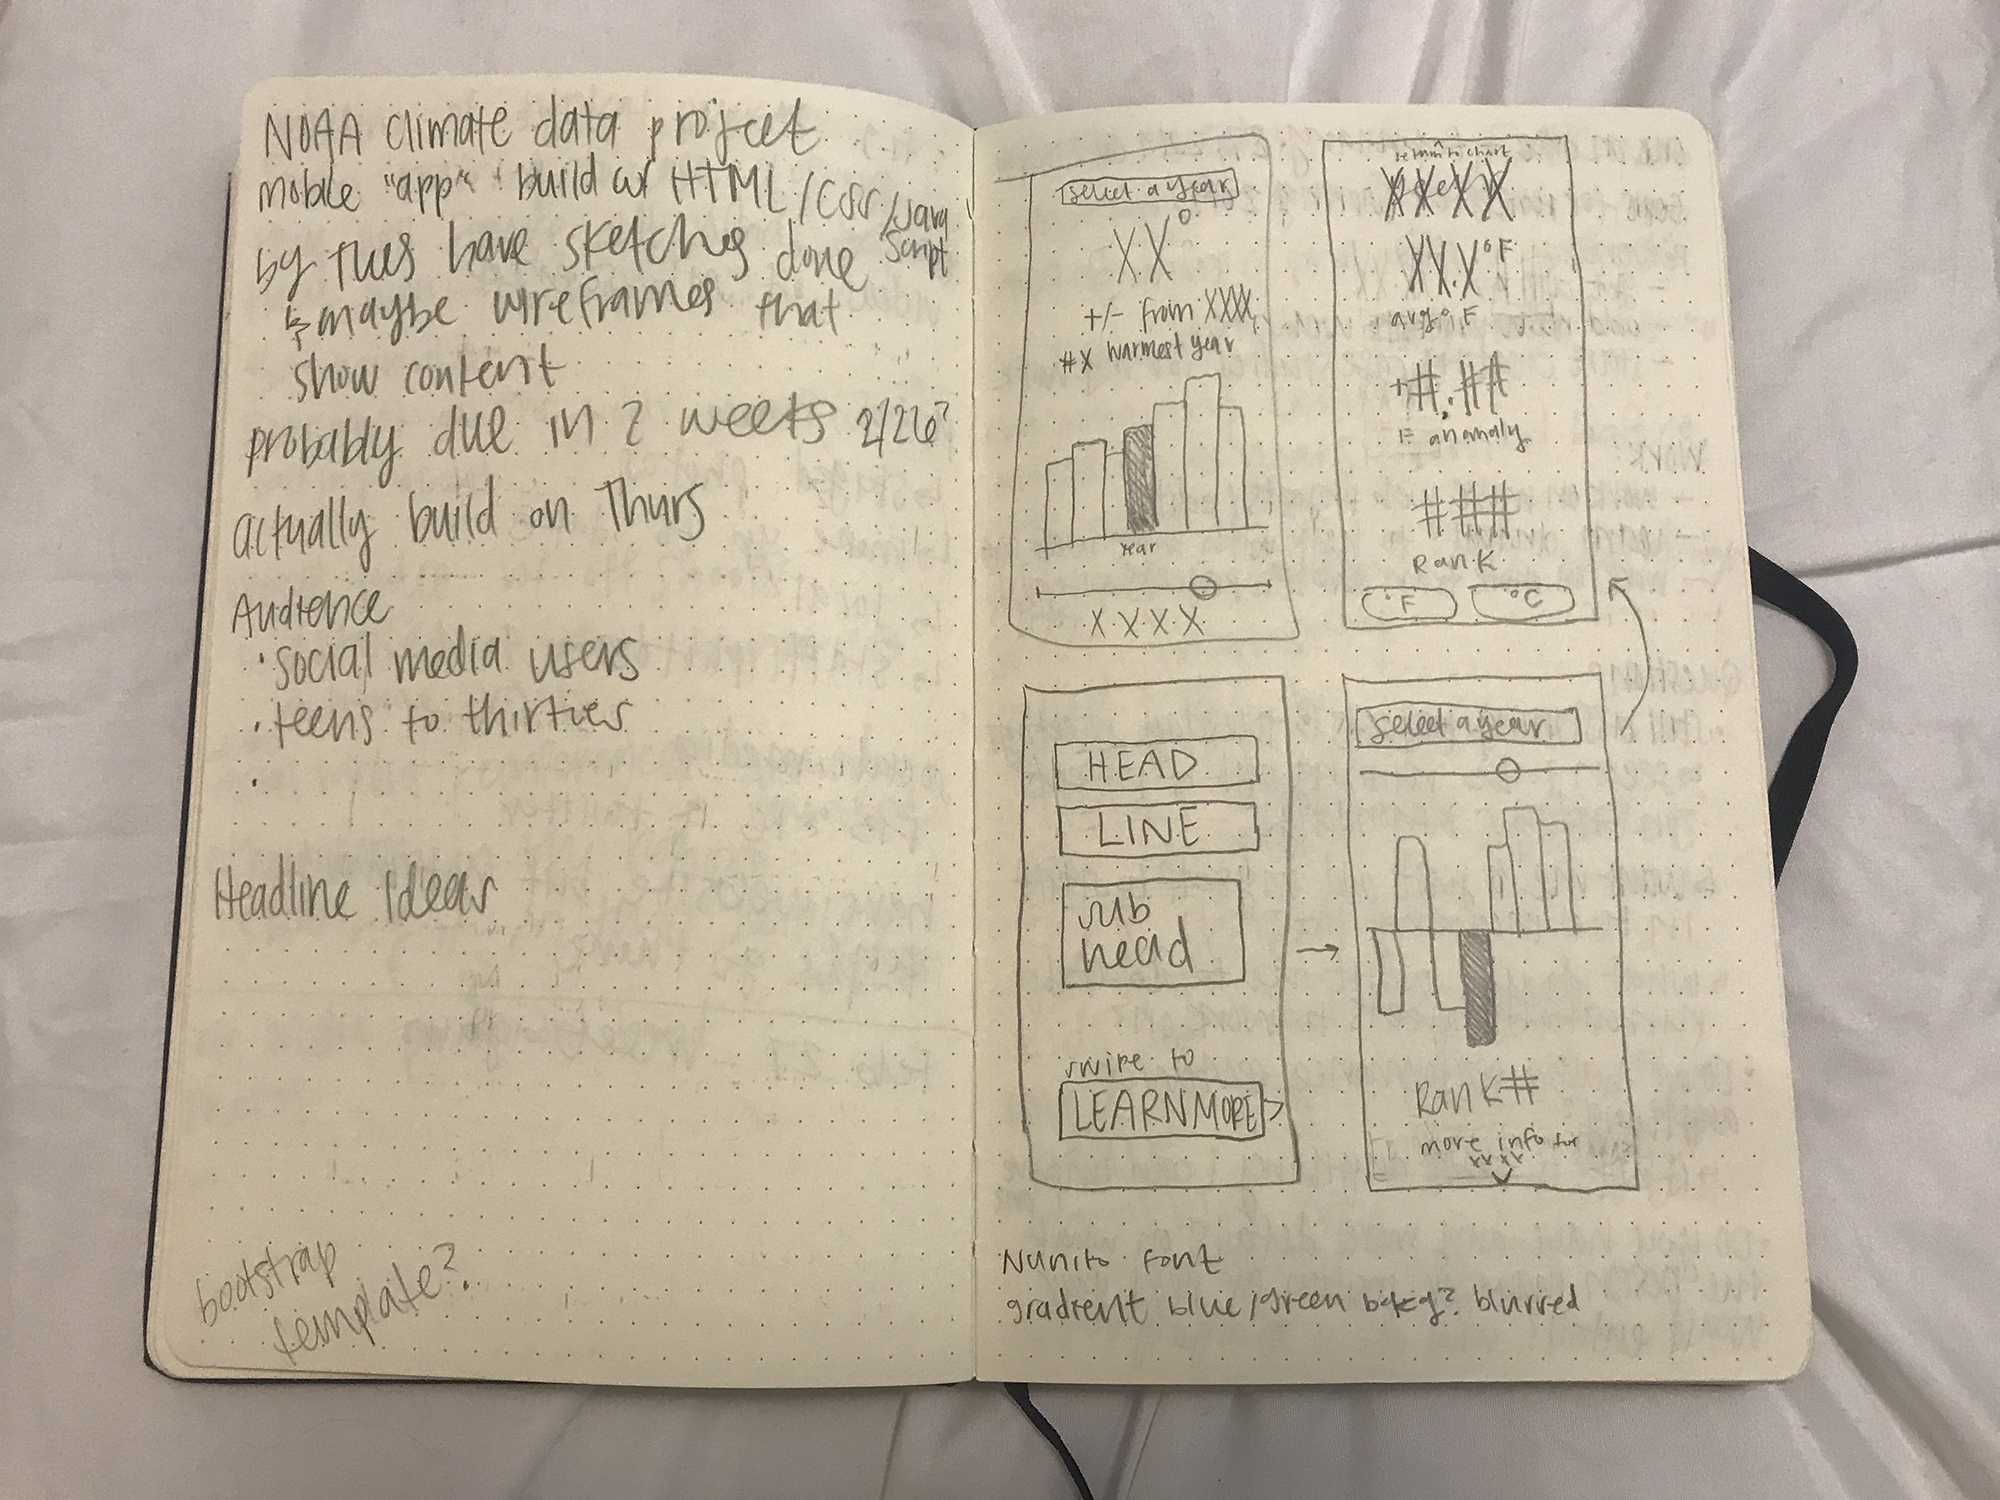 NOAA climate data project
mobile "app" build w/ HTML/CSS/Java
Script
by Tues have sketches done
↳ maybe wireframes that
show content
probably due in 2 weeks 2/26?
actually build on Thurs
Audience
· social media users
· teens to thirties
·
Headline Ideas
bootstrap
template?
select a year
XX°
+/- from XXXX
#X warmest year
year
XXXX
return to chart
XXXX
XX.X°F
avg °F
+#.##
F anomaly
###
Rank
°F °C
HEAD
LINE
sub
head
swipe to
LEARN MORE >
select a year
Rank #
more info for
XXXX
Nunito font
gradient blue/green bckg? blurred